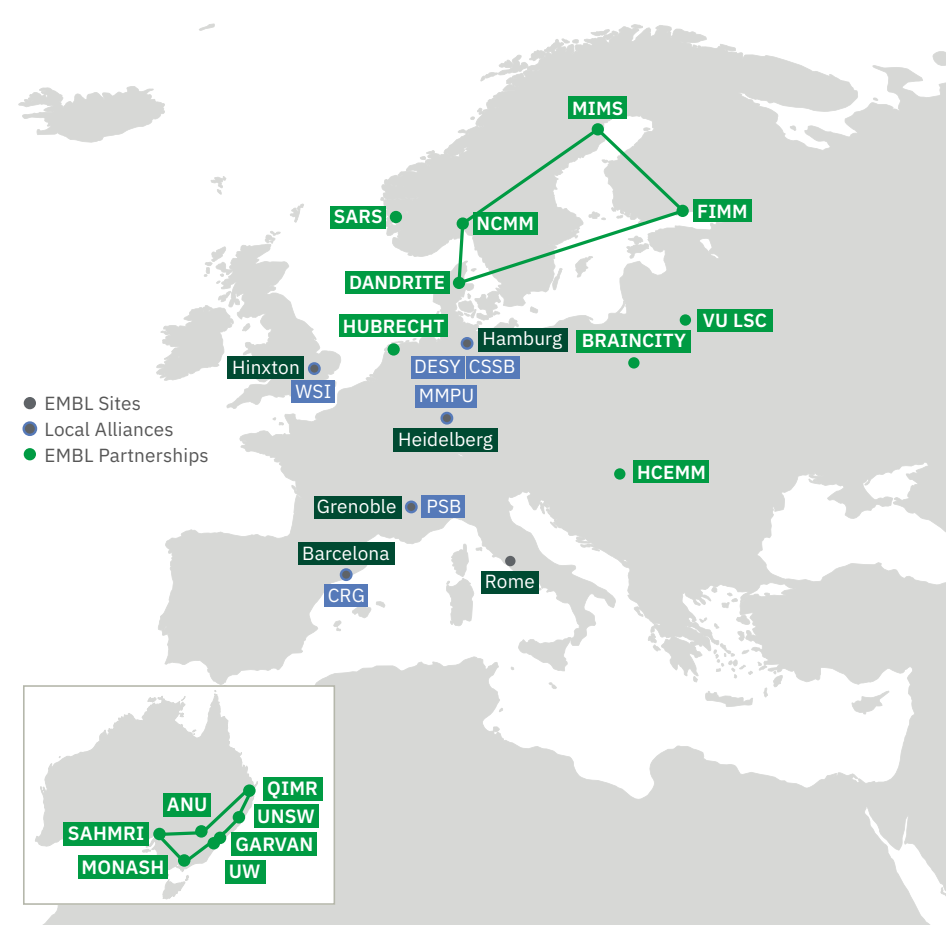 MIMS
FIMM
SARS
NCMM
DANDRITE
VU LSC
HUBRECHT
Hamburg
BRAINCITY
Hinxton
DESY CSSB
WSI
MMPU
EMBL Sites
Local Alliances
Heidelberg
EMBL Partnerships
HCEMM
Grenoble
PSB
Barcelona
Rome
CRG
QIMR
ANU
UNSW
SAHMRI
GARVAN
MONASH
UW